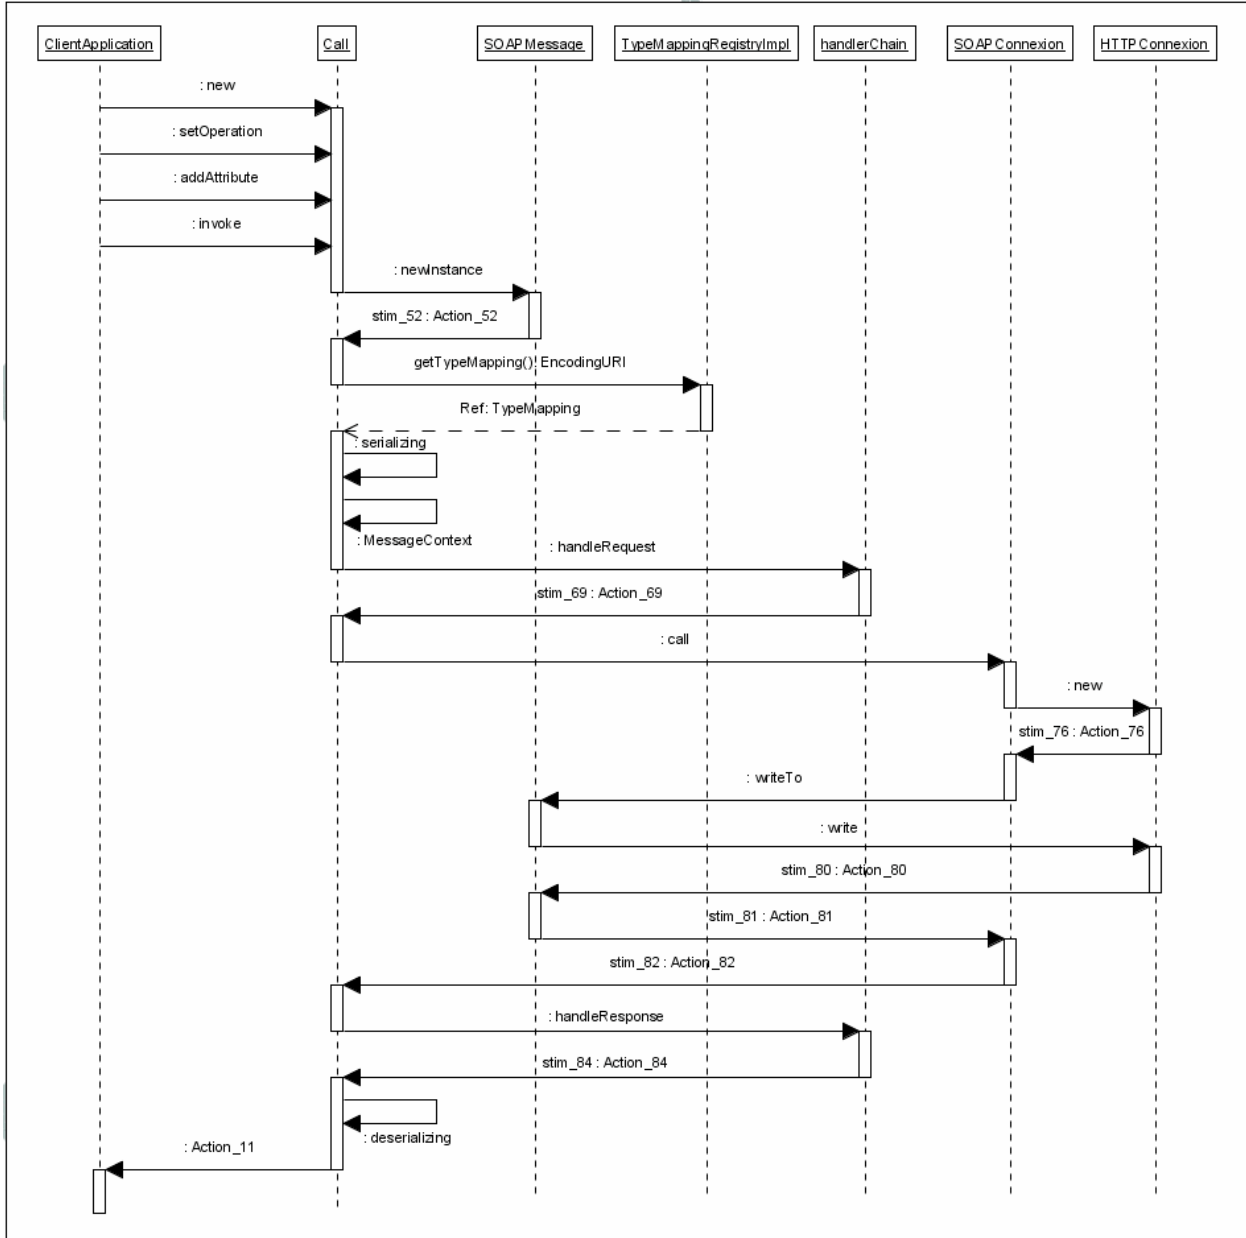 ClientApplication
Call
SOAPMessage
TypeMappingRegistryImpl
handlerChain
SOAPConnexion
HTTPConnexion
: new
: setOperation
: addAttribute
: invoke
: newInstance
stim_52 : Action_52
getTypeMapping(): EncodingURI
Ref: TypeMapping
: serializing
: MessageContext
: handleRequest
stim_69 : Action_69
: call
: new
stim_76 : Action_76
: writeTo
: write
stim_80 : Action_80
stim_81 : Action_81
stim_82 : Action_82
: handleResponse
stim_84 : Action_84
: deserializing
: Action_11